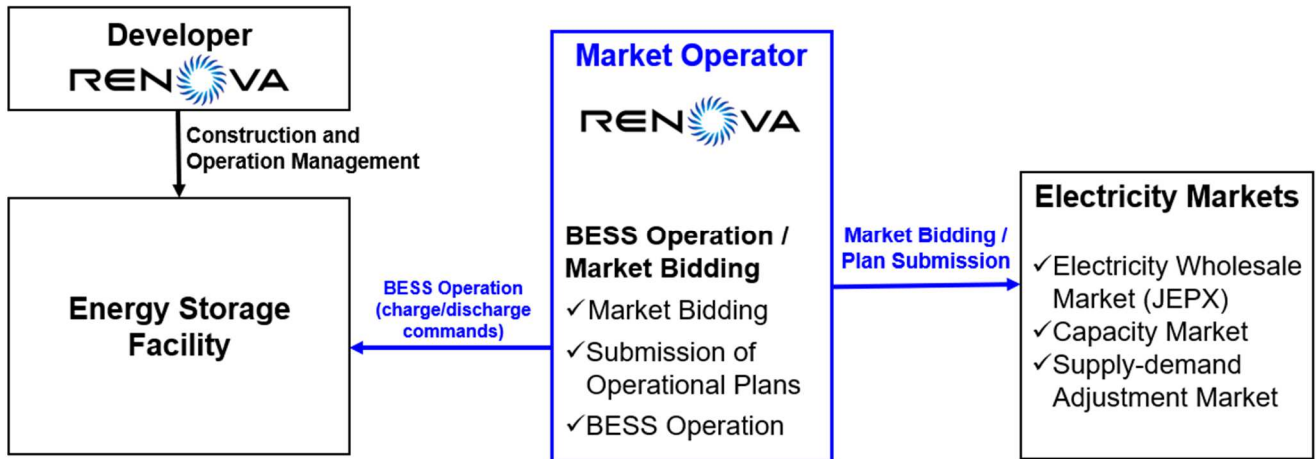 Developer
RENOVA
Construction and
Operation Management
Energy Storage
Facility
BESS Operation
(charge/discharge
commands)
Market Operator
RENOVA
BESS Operation /
Market Bidding
✓Market Bidding
✓Submission of
Operational Plans
✓BESS Operation
Market Bidding /
Plan Submission
Electricity Markets
✓Electricity Wholesale
Market (JEPX)
✓Capacity Market
✓Supply-demand
Adjustment Market